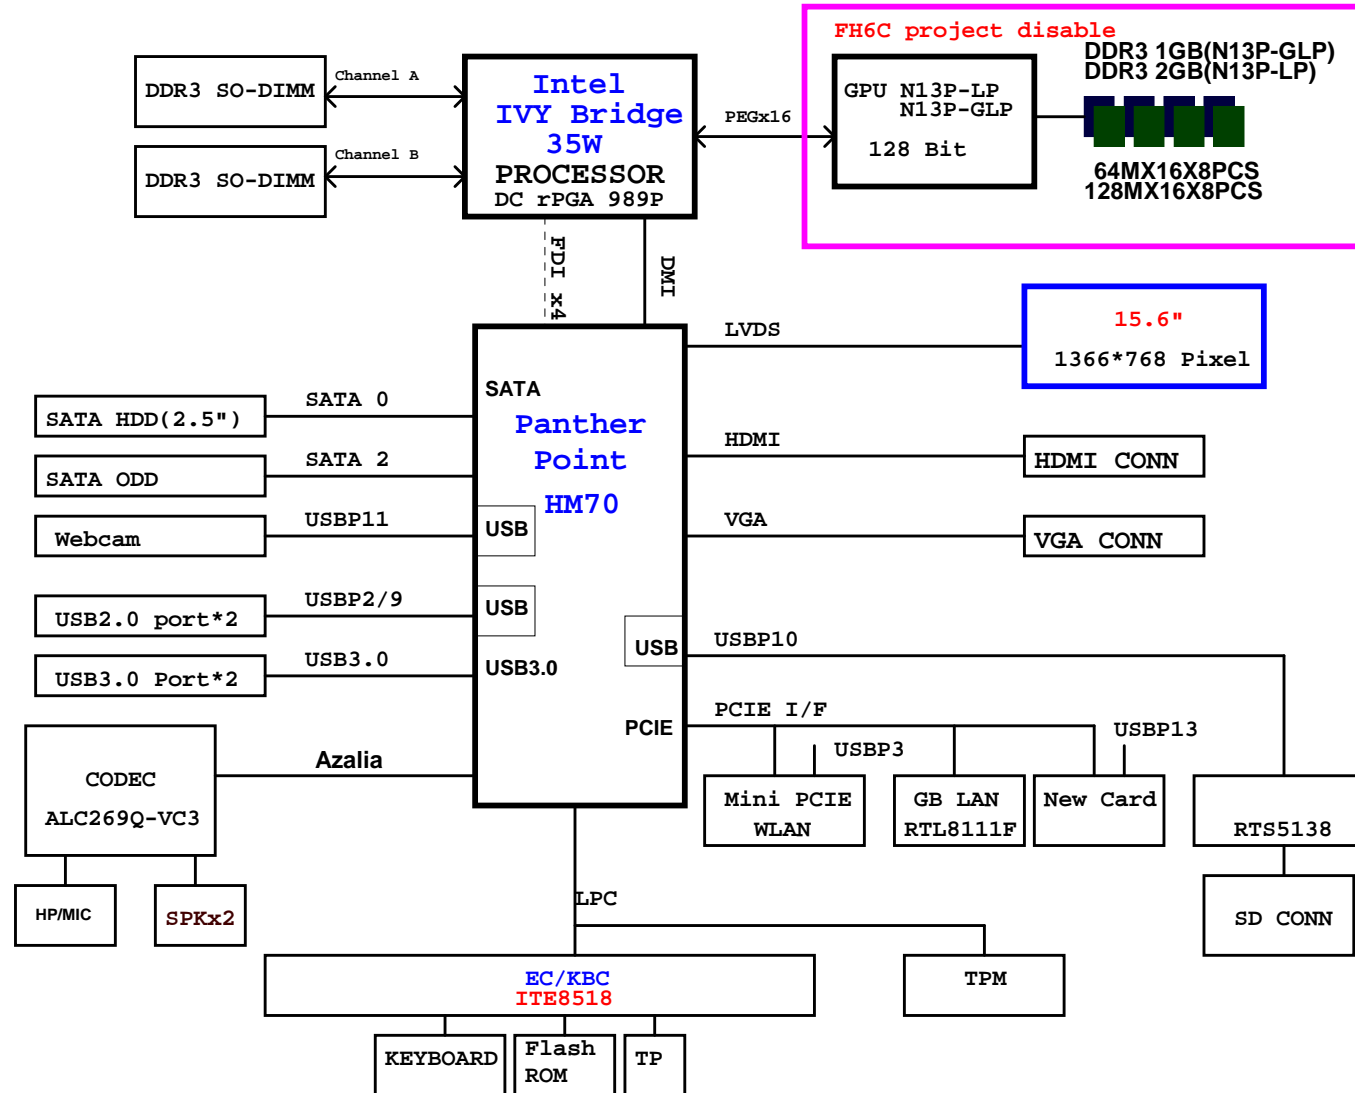 FH6C project disable
DDR3 1GB(N13P-GLP)
DDR3 2GB(N13P-LP)
GPU N13P-LP
N13P-GLP
128 Bit
64MX16X8PCS
128MX16X8PCS
DDR3 SO-DIMM
Channel A
DDR3 SO-DIMM
Channel B
Intel
IVY Bridge
35W
PROCESSOR
DC rPGA 989P
PEGx16
FDI x4
DMI
LVDS
15.6"
1366*768 Pixel
SATA
Panther
Point
HM70
SATA HDD(2.5")
SATA 0
SATA ODD
SATA 2
Webcam
USBP11
USB
USB2.0 port*2
USBP2/9
USB
USB3.0 Port*2
USB3.0
USB3.0
HDMI
HDMI CONN
VGA
VGA CONN
USB
USBP10
PCIE
PCIE I/F
USBP3
USBP13
Mini PCIE
WLAN
GB LAN
RTL8111F
New Card
RTS5138
SD CONN
CODEC
ALC269Q-VC3
Azalia
HP/MIC
SPKx2
LPC
EC/KBC
ITE8518
TPM
KEYBOARD
Flash
ROM
TP